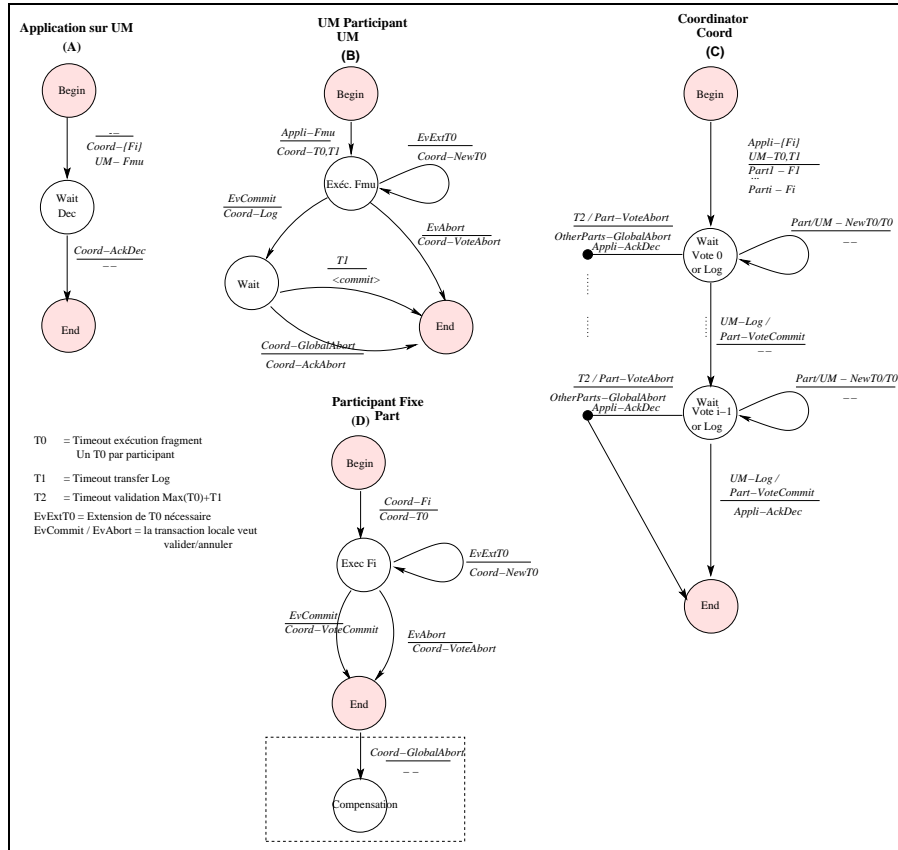 Application sur UM
(A)
Begin
--
Coord-{Fi}
UM- Fmu
Wait
Dec
Coord-AckDec
--
End
UM Participant
UM
(B)
Begin
Appli-Fmu
Coord-T0,T1
Exéc. Fmu
EvExtT0
Coord-NewT0
EvCommit
Coord-Log
EvAbort
Coord-VoteAbort
Wait
T1
<commit>
End
Coord-GlobalAbort
Coord-AckAbort
Coordinator
Coord
(C)
Begin
Appli-{Fi}
UM-T0,T1
Part1 - F1
...
Parti - Fi
T2 / Part-VoteAbort
OtherParts-GlobalAbort
Appli-AckDec
Wait
Vote 0
or Log
Part/UM - NewT0/T0
--
UM-Log /
Part-VoteCommit
--
T2 / Part-VoteAbort
OtherParts-GlobalAbort
Appli-AckDec
Wait
Vote i-1
or Log
Part/UM - NewT0/T0
--
UM-Log /
Part-VoteCommit
Appli-AckDec
End
Participant Fixe
Part
(D)
Begin
Coord-Fi
Coord-T0
Exec Fi
EvExtT0
Coord-NewT0
EvCommit
Coord-VoteCommit
EvAbort
Coord-VoteAbort
End
Coord-GlobalAbort
--
Compensation
T0 = Timeout exécution fragment
Un T0 par participant
T1 = Timeout transfer Log
T2 = Timeout validation Max(T0)+T1
EvExtT0 = Extension de T0 nécessaire
EvCommit / EvAbort = la transaction locale veut
valider/annuler